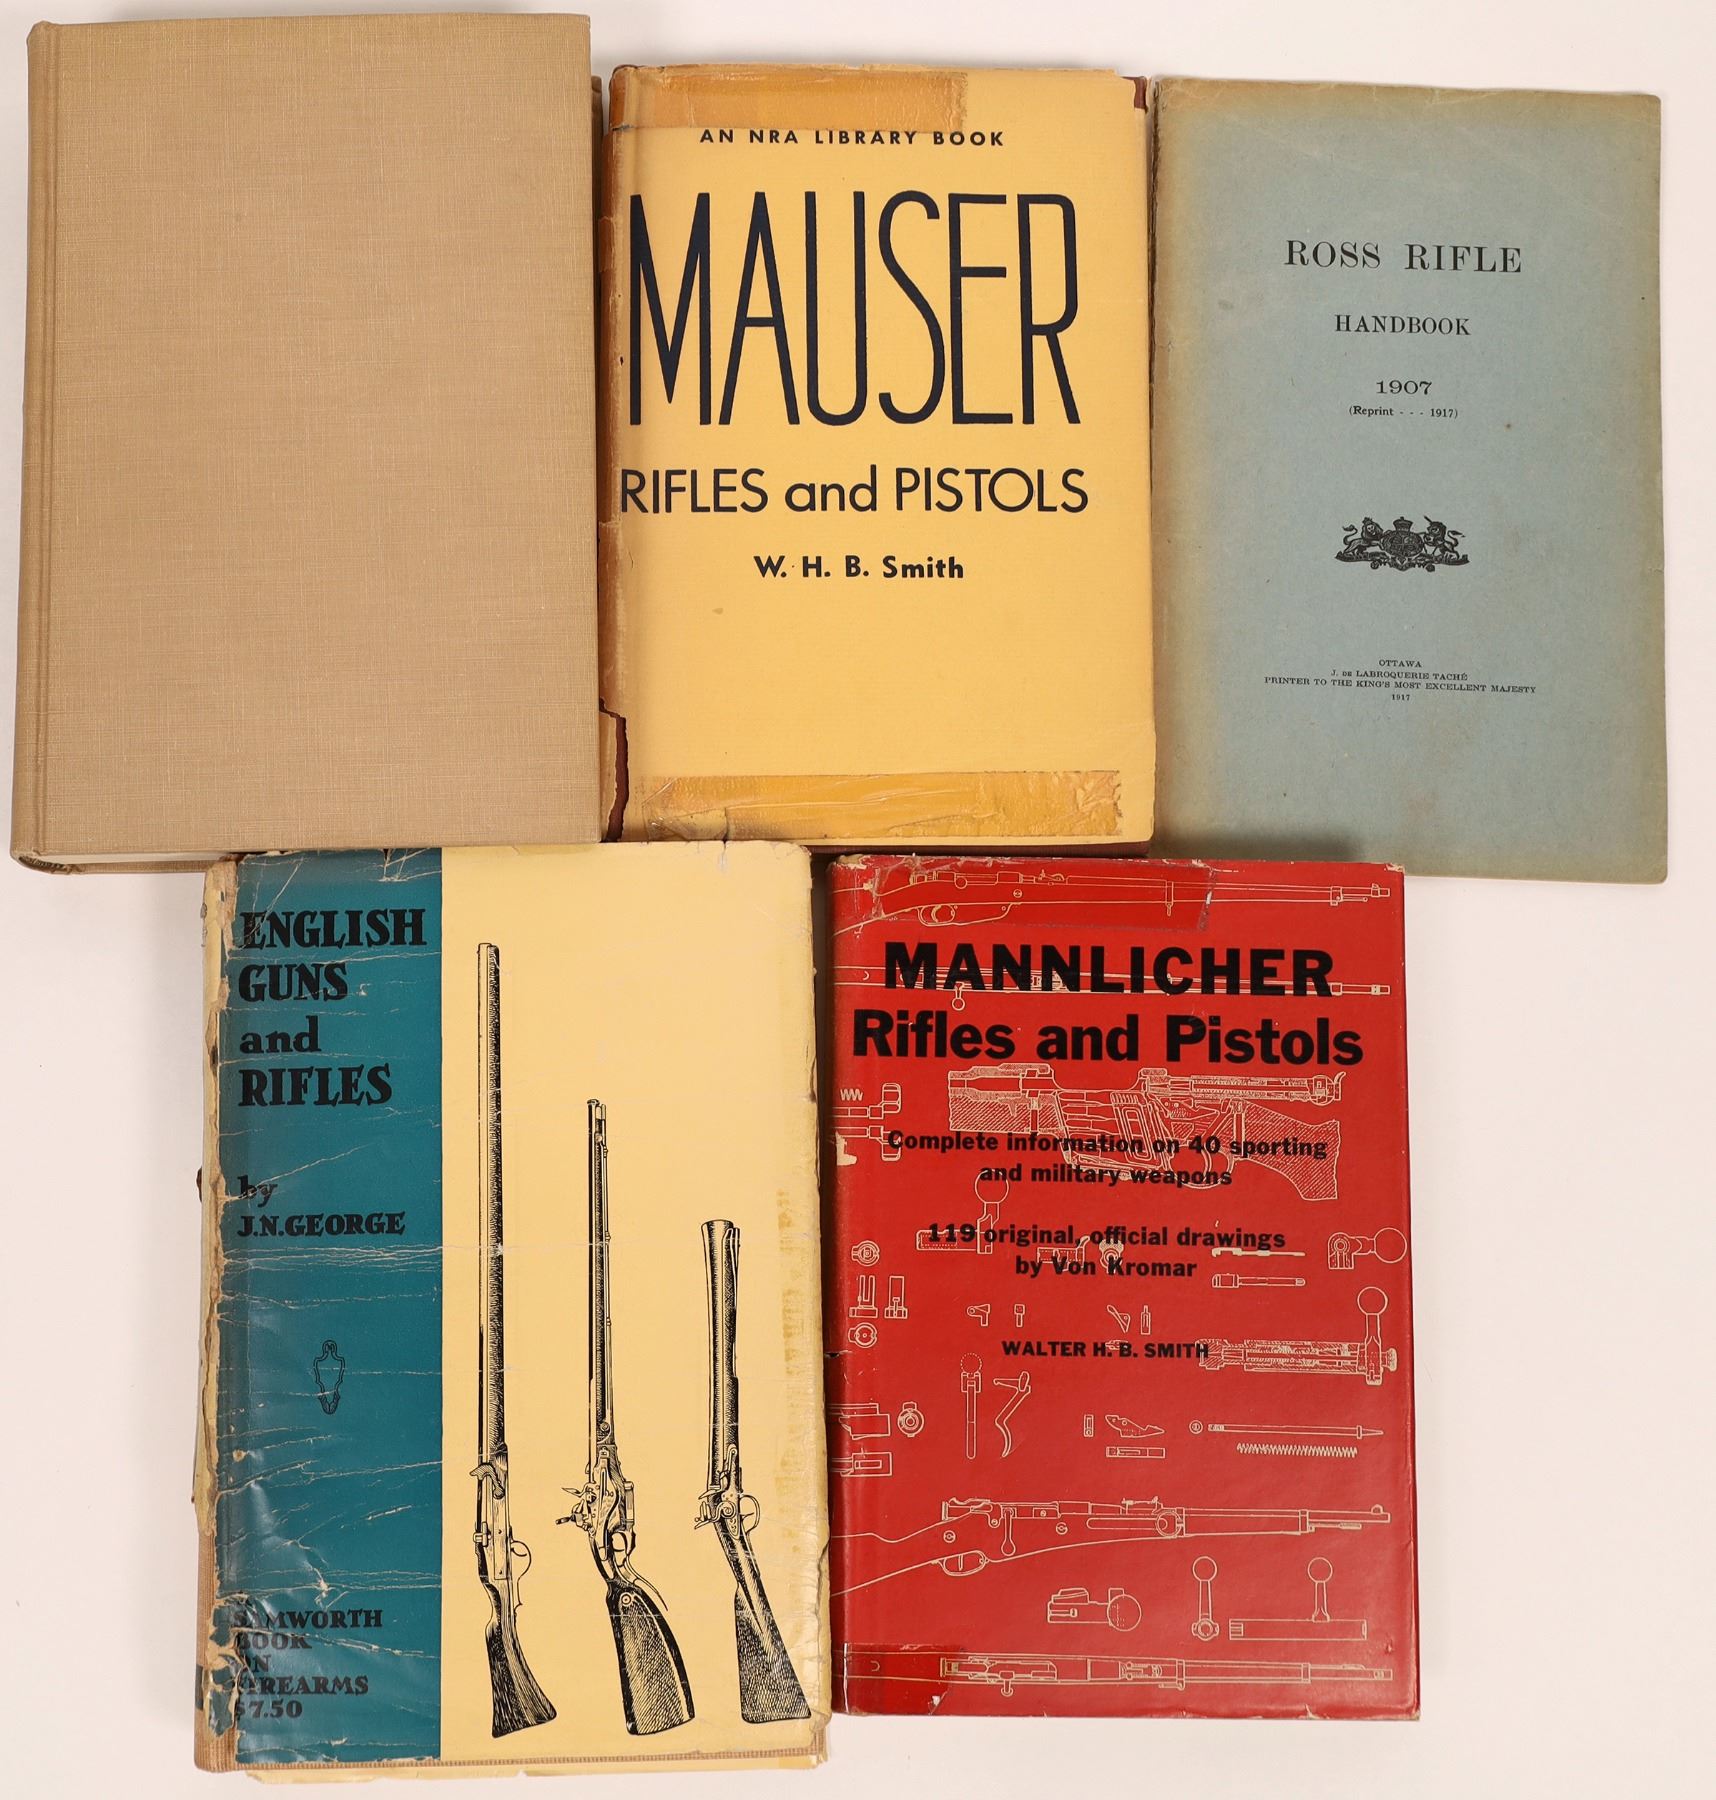 AN NRA LIBRARY BOOK
MAUSER
RIFLES and PISTOLS
W. H. B. Smith
ROSS RIFLE
HANDBOOK
1907
(Reprint - - - 1917)
OTTAWA
J. DE LABROQUERIE TACHÉ
PRINTER TO THE KING'S MOST EXCELLENT MAJESTY
1917
ENGLISH
GUNS
and
RIFLES
by
J.N.GEORGE
SAMWORTH
BOOK
ON
FIREARMS
$7.50
MANNLICHER
Rifles and Pistols
Complete information on 40 sporting
and military weapons
119 original, official drawings
by Von Kromar
WALTER H. B. SMITH